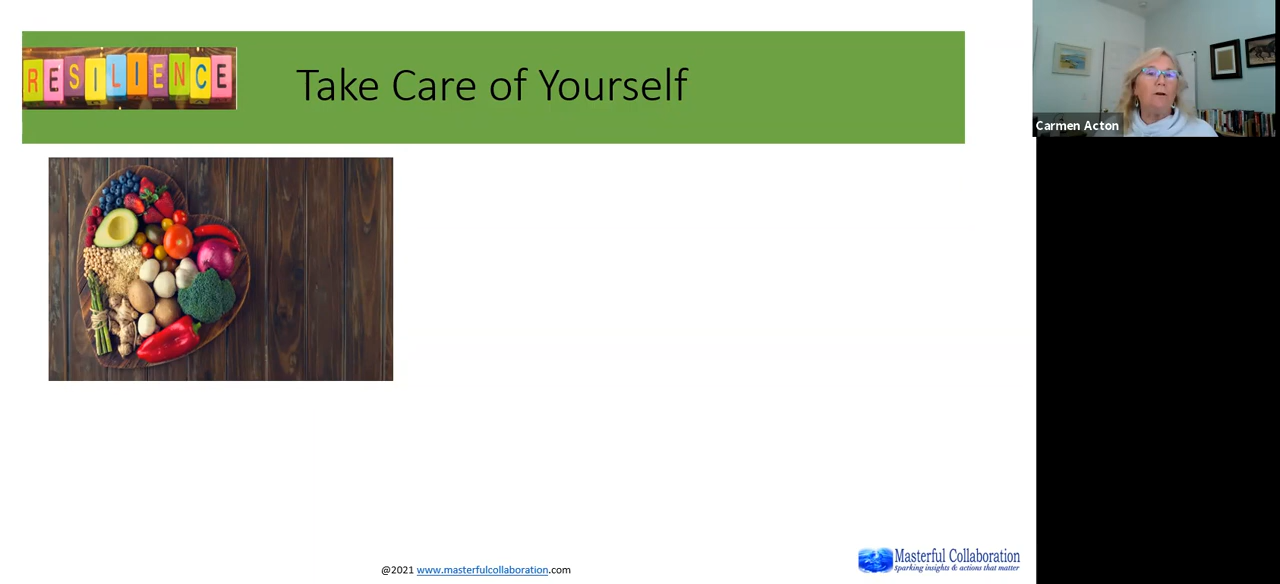 RESILIENCE
Take Care of Yourself
Carmen Acton
@2021 www.masterfulcollaboration.com
Masterful Collaboration
Sparking insights & actions that matter